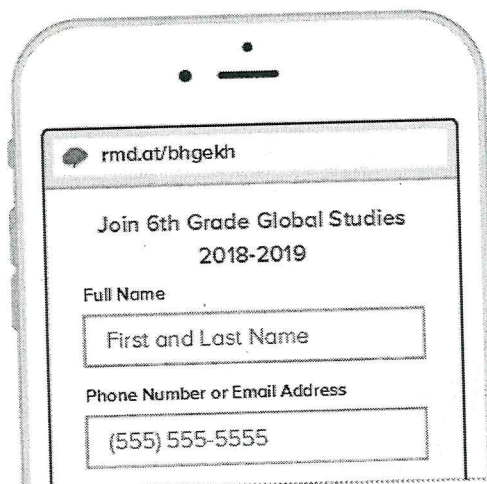 rmd.at/bhgekh
Join 6th Grade Global Studies
2018-2019
Full Name
First and Last Name
Phone Number or Email Address
(555) 555-5555